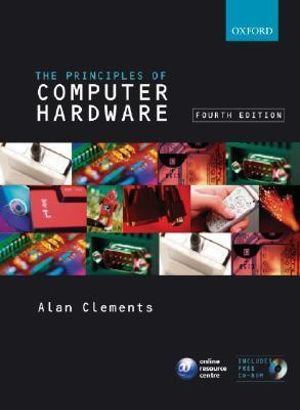 OXFORD
THE PRINCIPLES OF
COMPUTER
HARDWARE
FOURTH EDITION
Alan Clements
online
resource
centre
INCLUDES
FREE
CD-ROM